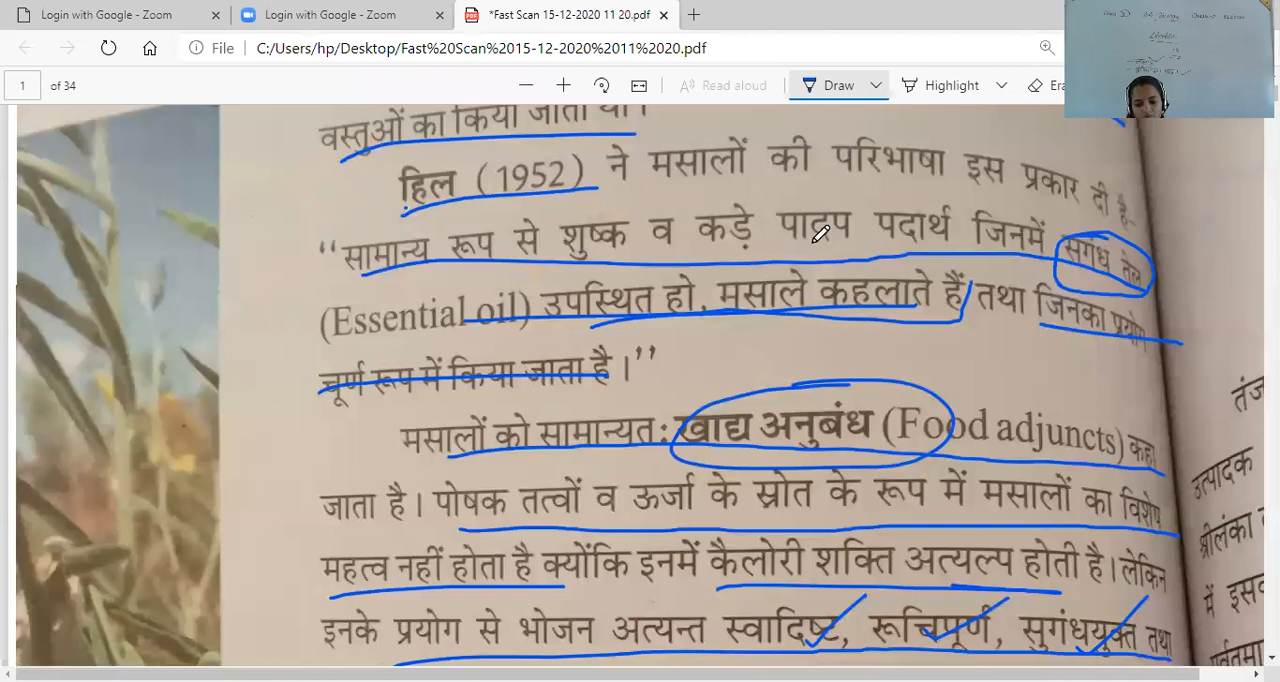 Login with Google - Zoom
Login with Google - Zoom
*Fast Scan 15-12-2020 11 20.pdf
File C:/Users/hp/Desktop/Fast%20Scan%2015-12-2020%2011%2020.pdf
1 of 34
Read aloud
Draw
Highlight
Era
वस्तुओं का किया जाता था।
हिल (1952) ने मसालों की परिभाषा इस प्रकार दी है-
“सामान्य रूप से शुष्क व कड़े पादप पदार्थ जिनमें सगंध तेल
(Essential oil) उपस्थित हो, मसाले कहलाते हैं तथा जिनका प्रयोग
चूर्ण रूप में किया जाता है।”
मसालों को सामान्यत: खाद्य अनुबंध (Food adjuncts) कहा
जाता है। पोषक तत्वों व ऊर्जा के स्रोत के रूप में मसालों का विशेष
महत्व नहीं होता है क्योंकि इनमें कैलोरी शक्ति अत्यल्प होती है। लेकिन
इनके प्रयोग से भोजन अत्यन्त स्वादिष्ट, रूचिपूर्ण, सुगंधयुक्त तथा
उत्पादक
श्रीलंका
में इस